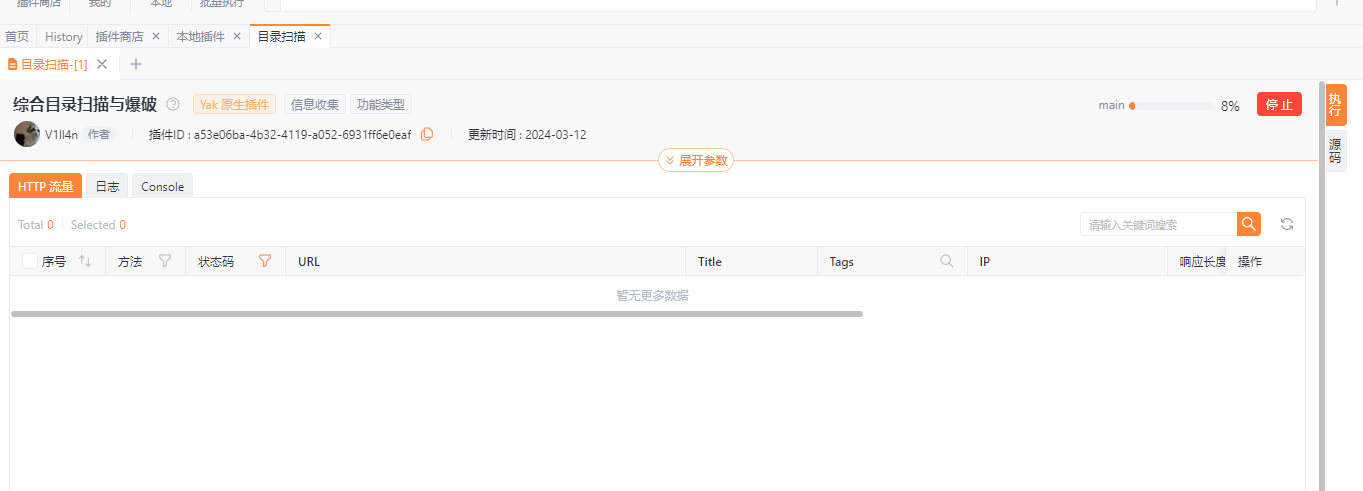 插件商店 我的 本地 批量执行
首页 History 插件商店 × 本地插件 × 目录扫描 ×
目录扫描-[1] × +
综合目录扫描与爆破 Yak 原生插件 信息收集 功能类型 main 8% 停止 执行
V1ll4n 作者 插件ID : a53e06ba-4b32-4119-a052-6931ff6e0eaf 更新时间 : 2024-03-12 源码
展开参数
HTTP 流量 日志 Console
Total 0 Selected 0 请输入关键词搜索
序号 方法 状态码 URL Title Tags IP 响应长度 操作
暂无更多数据